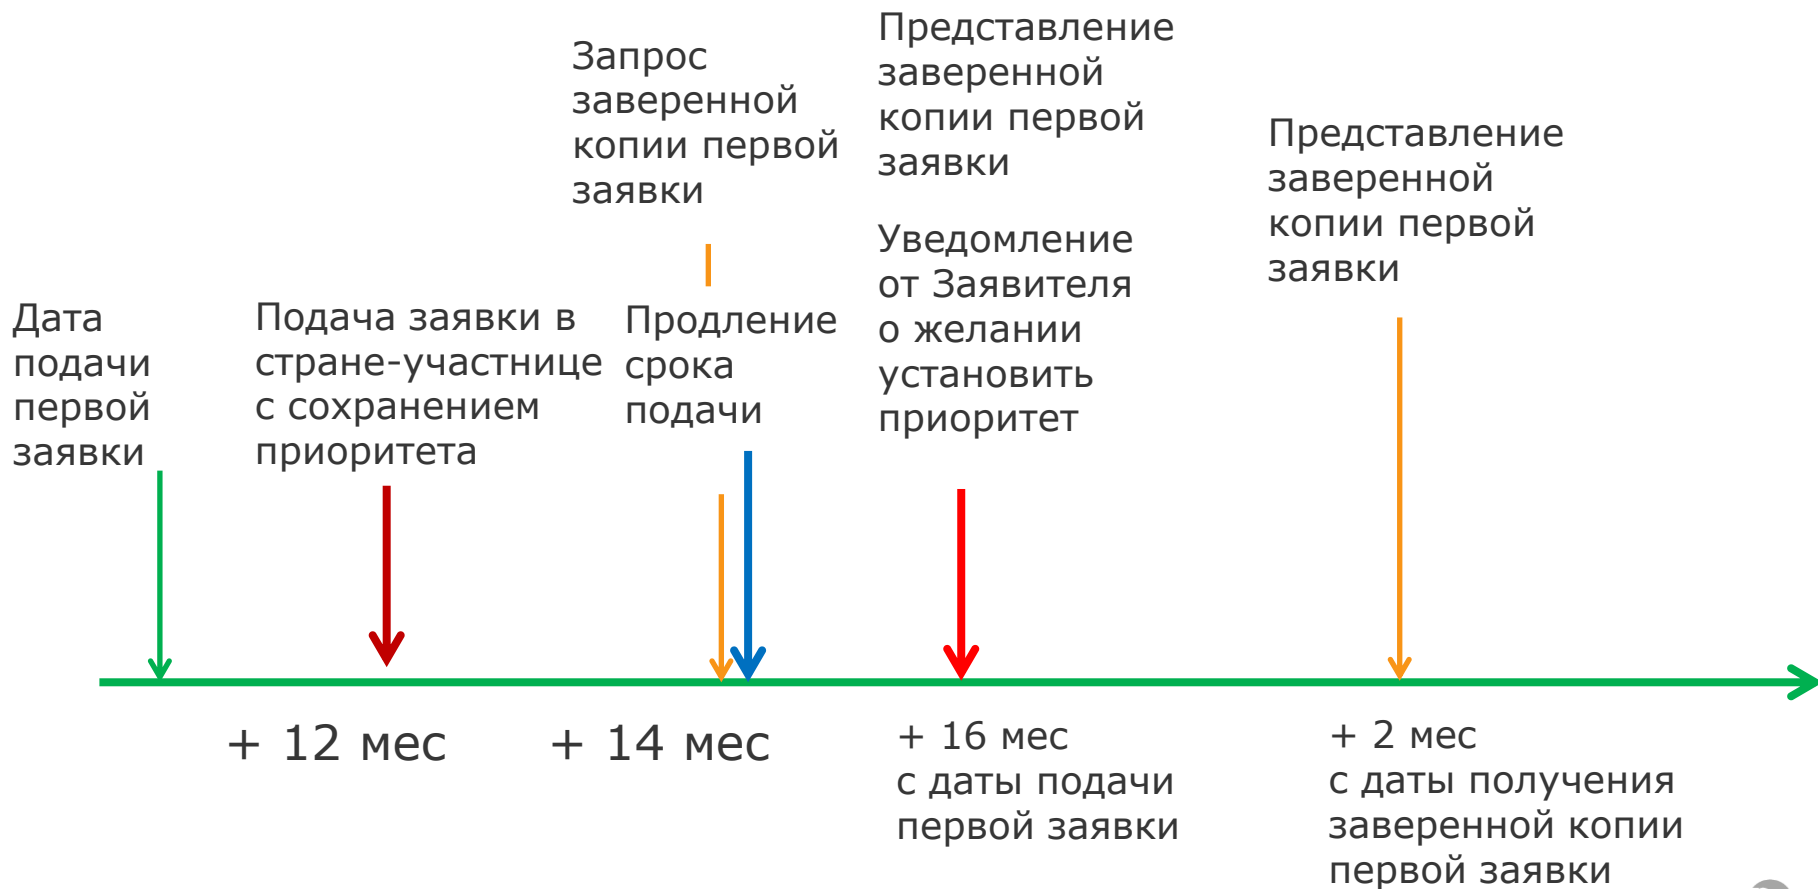 Дата
подачи
первой
заявки
Подача заявки в
стране-участнице
с сохранением
приоритета
Запрос
заверенной
копии первой
заявки
Продление
срока
подачи
Представление
заверенной
копии первой
заявки
Уведомление
от Заявителя
о желании
установить
приоритет
Представление
заверенной
копии первой
заявки
+ 12 мес
+ 14 мес
+ 16 мес
с даты подачи
первой заявки
+ 2 мес
с даты получения
заверенной копии
первой заявки